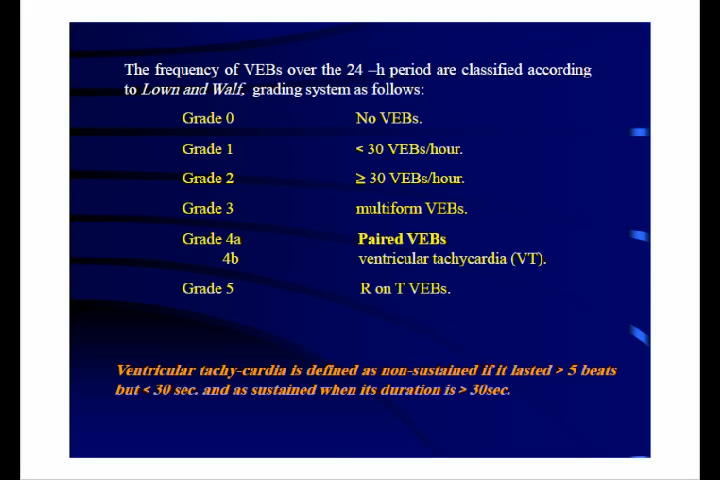 The frequency of VEBs over the 24 –h period are classified according
to Lown and Walf, grading system as follows:
Grade 0 No VEBs.
Grade 1 < 30 VEBs/hour.
Grade 2 ≥ 30 VEBs/hour.
Grade 3 multiform VEBs.
Grade 4a Paired VEBs
4b ventricular tachycardia (VT).
Grade 5 R on T VEBs.
Ventricular tachy-cardia is defined as non-sustained if it lasted > 5 beats
but < 30 sec. and as sustained when its duration is > 30sec.